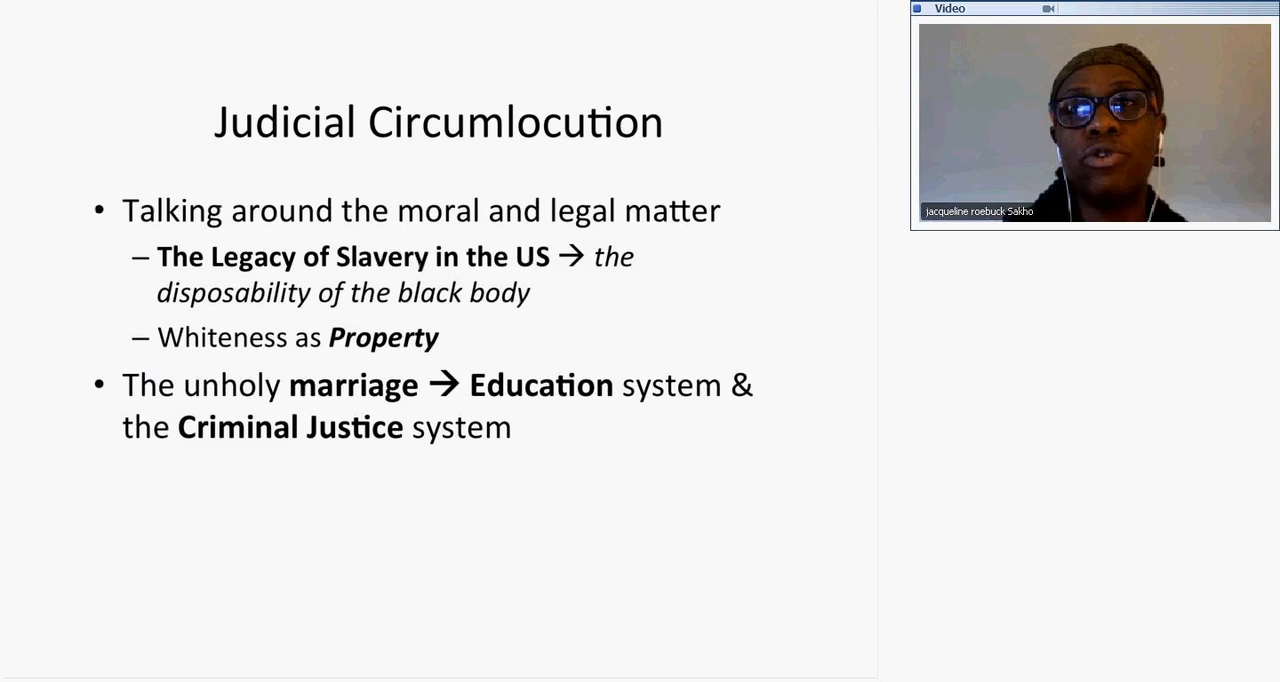 Judicial Circumlocution
• Talking around the moral and legal matter
– The Legacy of Slavery in the US → the
disposability of the black body
– Whiteness as Property
• The unholy marriage → Education system &
the Criminal Justice system
Video
jacqueline roebuck Sakho